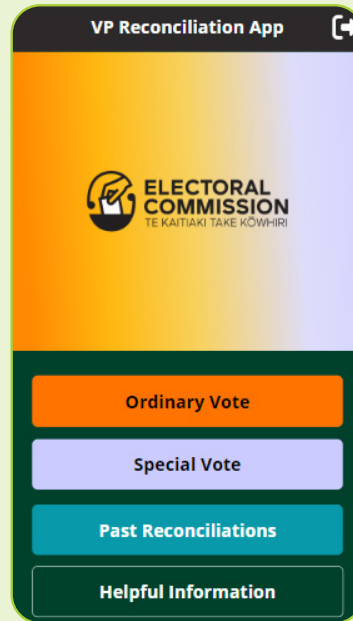 VP Reconciliation App
ELECTORAL
COMMISSION
TE KAITIAKI TAKE KŌWHIRI
Ordinary Vote
Special Vote
Past Reconciliations
Helpful Information